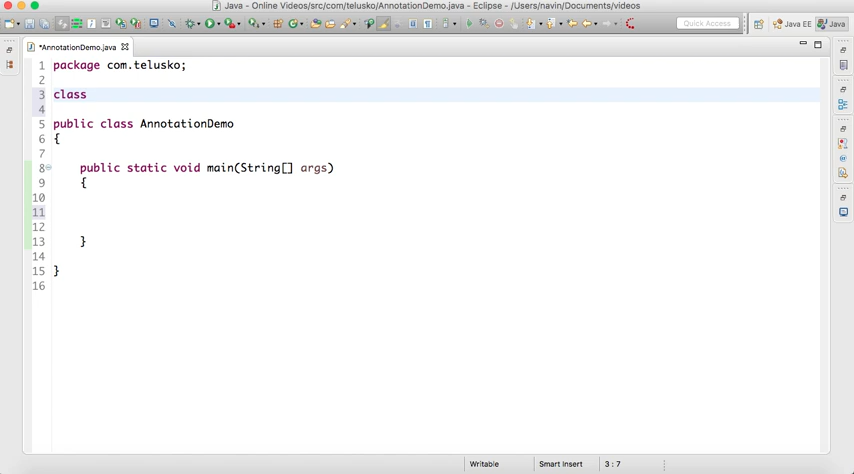 Java - Online Videos/src/com/telusko/AnnotationDemo.java - Eclipse - /Users/navin/Documents/videos
Quick Access
Java EE
Java
*AnnotationDemo.java
1 package com.telusko;
2
3 class
4
5 public class AnnotationDemo
6 {
7
8 public static void main(String[] args)
9 {
10
11
12
13 }
14
15 }
16
Writable Smart Insert 3 : 7